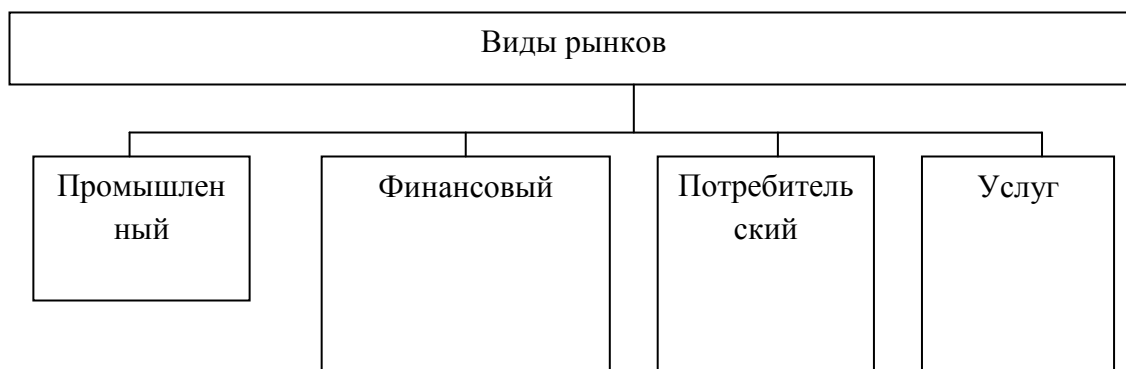 Виды рынков
Промышлен
ный
Финансовый
Потребитель
ский
Услуг